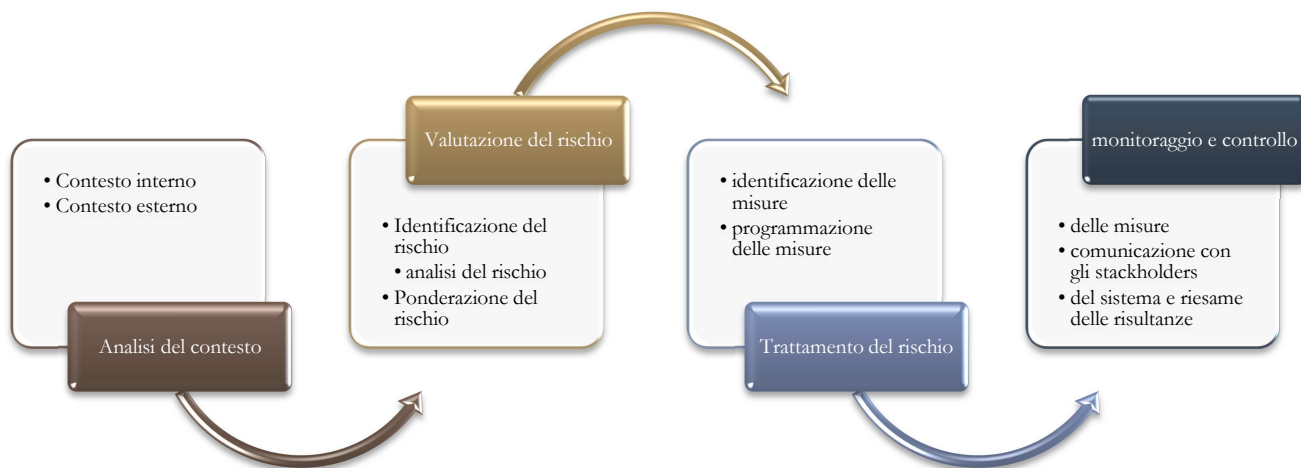 • Contesto interno
• Contesto esterno
Analisi del contesto
Valutazione del rischio
• Identificazione del
rischio
• analisi del rischio
• Ponderazione del
rischio
• identificazione delle
misure
• programmazione
delle misure
Trattamento del rischio
monitoraggio e controllo
• delle misure
• comunicazione con
gli stackholders
• del sistema e riesame
delle risultanze